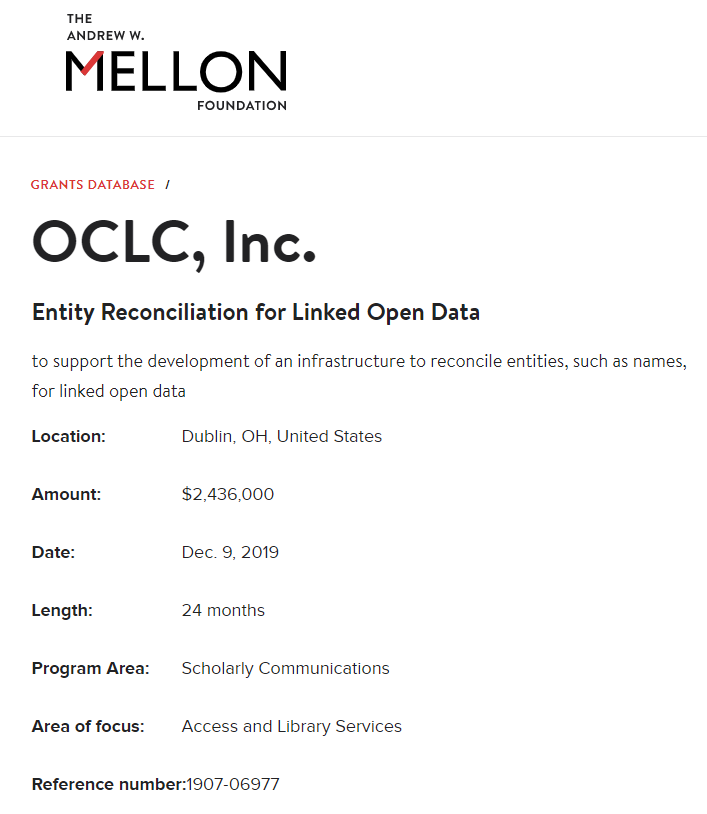 THE
ANDREW W.
MELLON
FOUNDATION
GRANTS DATABASE /
OCLC, Inc.
Entity Reconciliation for Linked Open Data
to support the development of an infrastructure to reconcile entities, such as names,
for linked open data
Location: Dublin, OH, United States
Amount: $2,436,000
Date: Dec. 9, 2019
Length: 24 months
Program Area: Scholarly Communications
Area of focus: Access and Library Services
Reference number:1907-06977